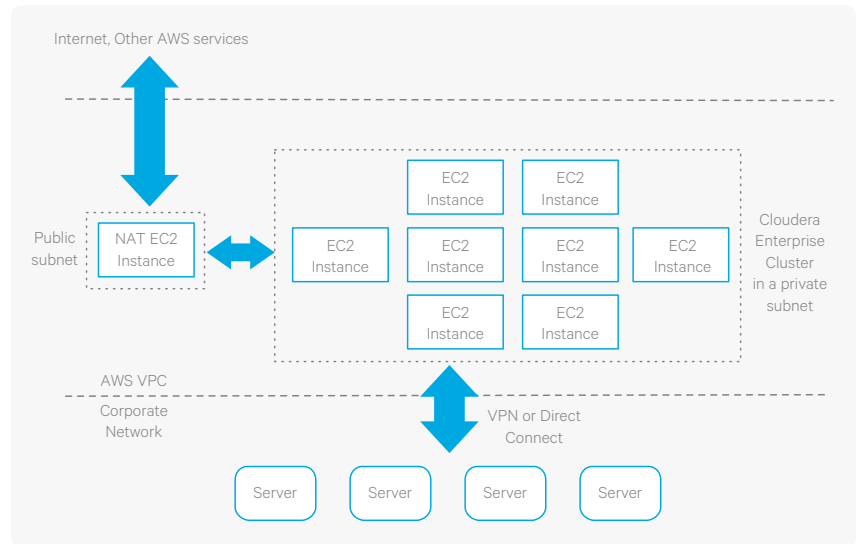 Internet, Other AWS services
Public
subnet
NAT EC2
Instance
EC2
Instance
EC2
Instance
EC2
Instance
EC2
Instance
EC2
Instance
EC2
Instance
EC2
Instance
EC2
Instance
Cloudera
Enterprise
Cluster
in a private
subnet
AWS VPC
Corporate
Network
VPN or Direct
Connect
Server
Server
Server
Server